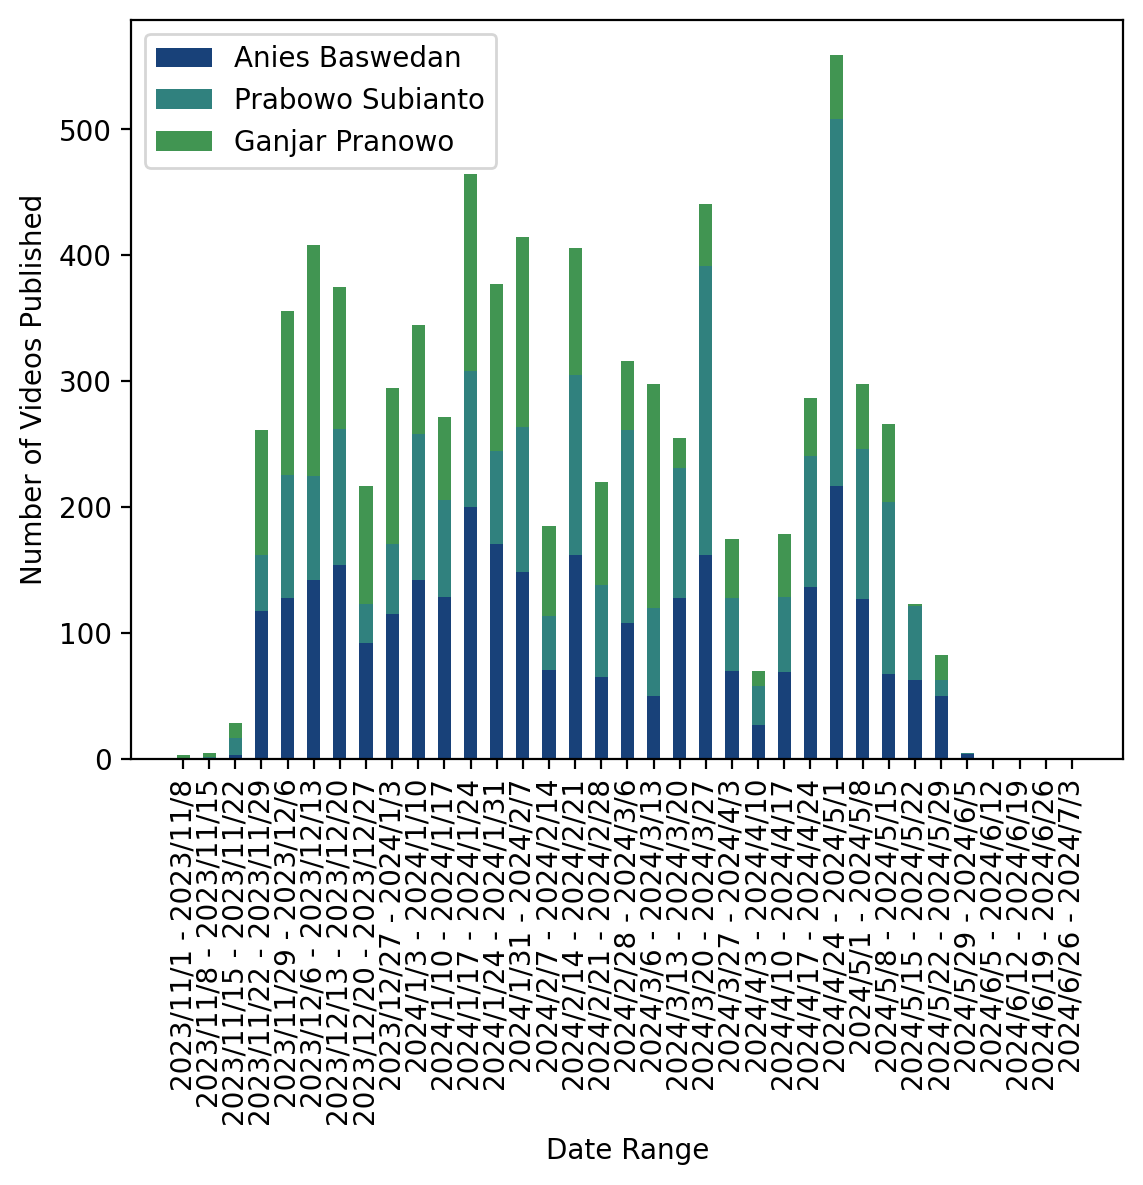 Anies Baswedan
Prabowo Subianto
Ganjar Pranowo
Number of Videos Published
500
400
300
200
100
0
2023/11/1 - 2023/11/8
2023/11/8 - 2023/11/15
2023/11/15 - 2023/11/22
2023/11/22 - 2023/11/29
2023/11/29 - 2023/12/6
2023/12/6 - 2023/12/13
2023/12/13 - 2023/12/20
2023/12/20 - 2023/12/27
2023/12/27 - 2024/1/3
2024/1/3 - 2024/1/10
2024/1/10 - 2024/1/17
2024/1/17 - 2024/1/24
2024/1/24 - 2024/1/31
2024/1/31 - 2024/2/7
2024/2/7 - 2024/2/14
2024/2/14 - 2024/2/21
2024/2/21 - 2024/2/28
2024/2/28 - 2024/3/6
2024/3/6 - 2024/3/13
2024/3/13 - 2024/3/20
2024/3/20 - 2024/3/27
2024/3/27 - 2024/4/3
2024/4/3 - 2024/4/10
2024/4/10 - 2024/4/17
2024/4/17 - 2024/4/24
2024/4/24 - 2024/5/1
2024/5/1 - 2024/5/8
2024/5/8 - 2024/5/15
2024/5/15 - 2024/5/22
2024/5/22 - 2024/5/29
2024/5/29 - 2024/6/5
2024/6/5 - 2024/6/12
2024/6/12 - 2024/6/19
2024/6/19 - 2024/6/26
2024/6/26 - 2024/7/3
Date Range